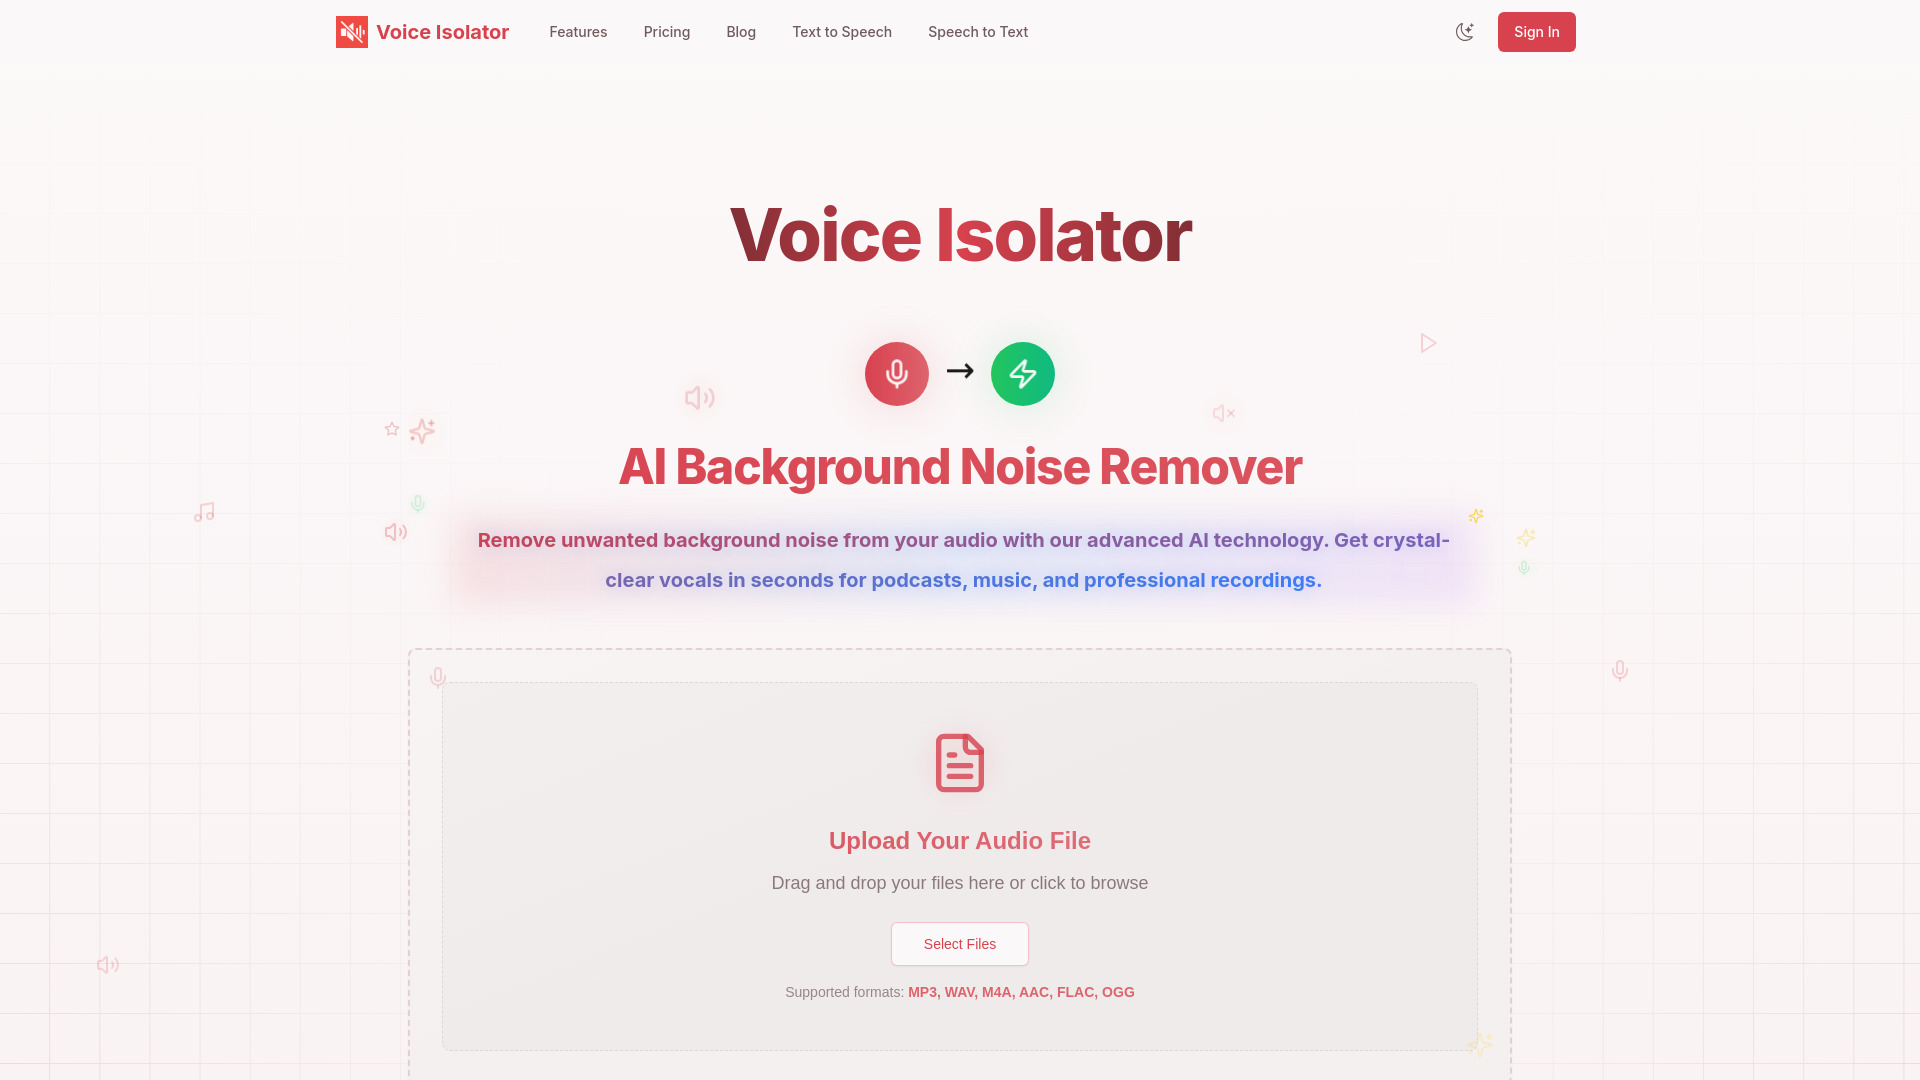 Voice Isolator
Features
Pricing
Blog
Text to Speech
Speech to Text
Sign In
Voice Isolator
AI Background Noise Remover
Remove unwanted background noise from your audio with our advanced AI technology. Get crystal-
clear vocals in seconds for podcasts, music, and professional recordings.
Upload Your Audio File
Drag and drop your files here or click to browse
Select Files
Supported formats: MP3, WAV, M4A, AAC, FLAC, OGG